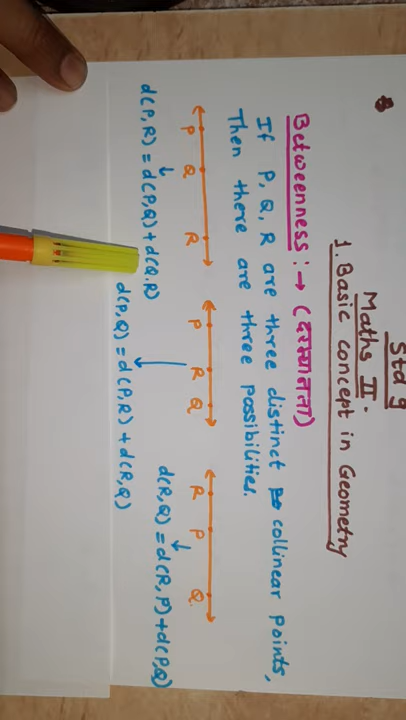 Std 9
Maths II.
1. Basic concept in Geometry
Betweenness : → (दरम्यानता)
If P, Q, R are three distinct collinear points,
Then there are three possibilities.
P Q R
P R Q
R P Q
d(P,R) = d(P,Q) + d(Q,R)
d(P,Q) = d(P,R) + d(R,Q)
d(R,Q) = d(R,P) + d(P,Q)